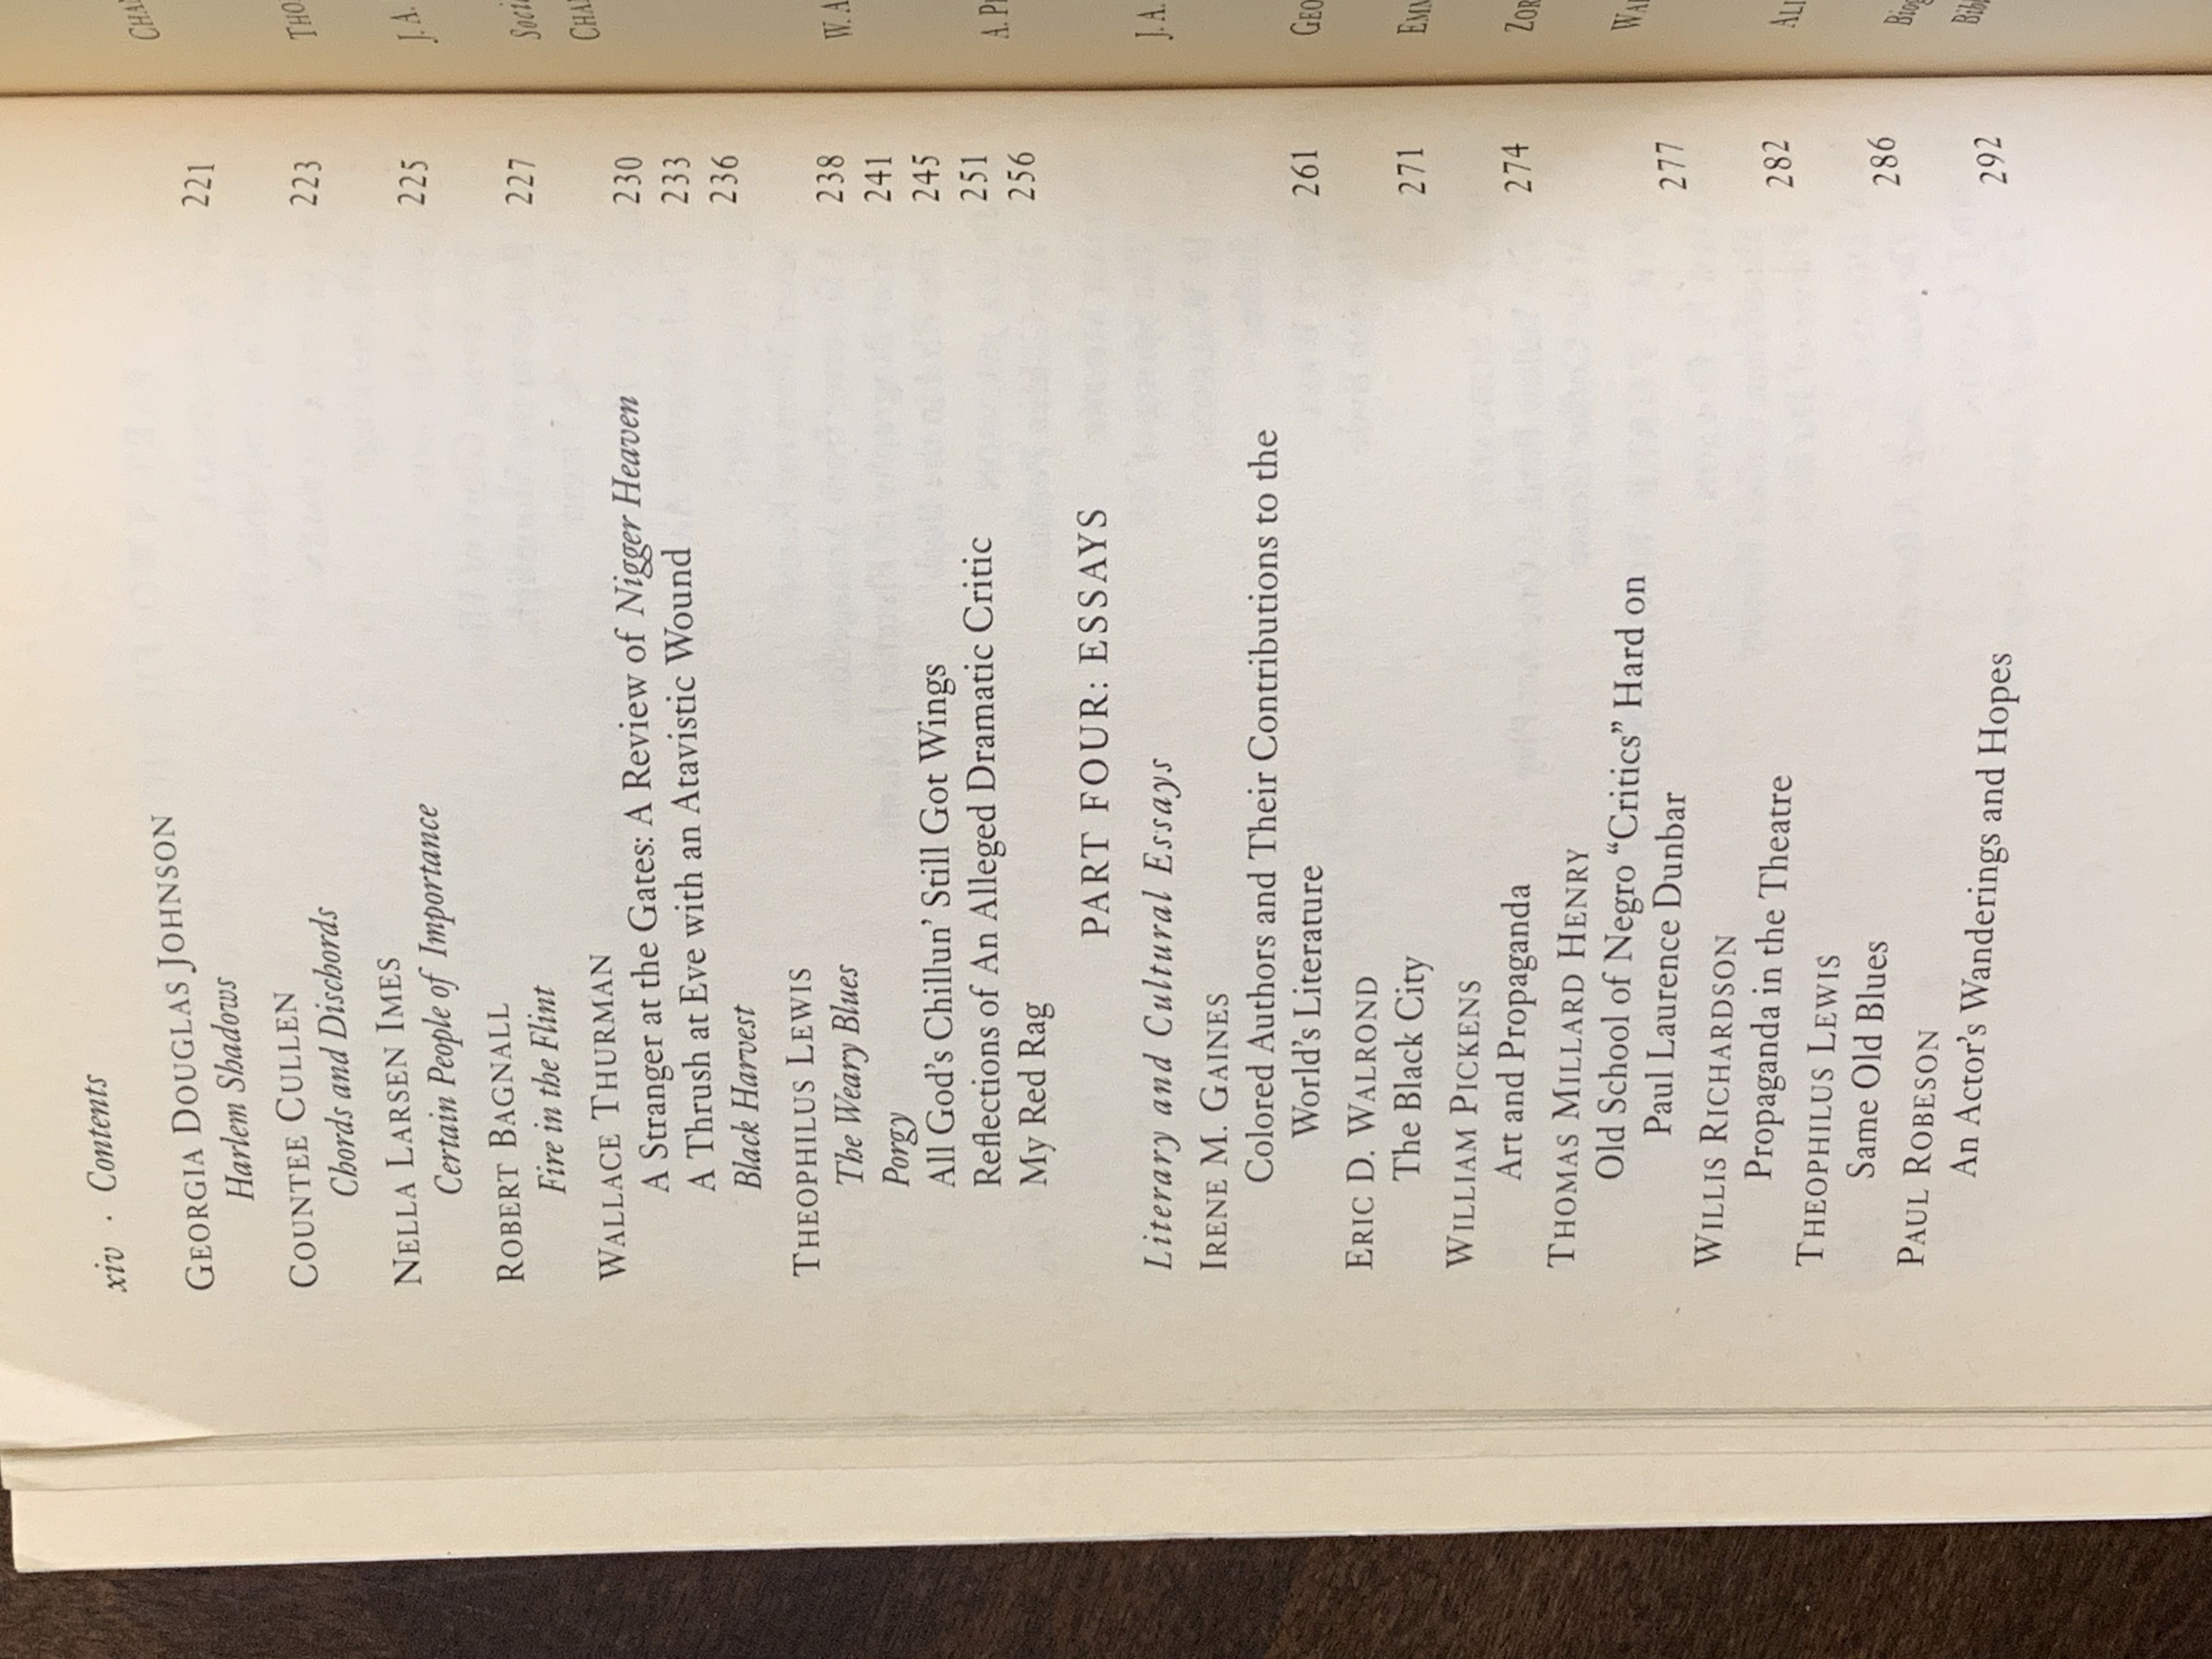 xiv · Contents
GEORGIA DOUGLAS JOHNSON
Harlem Shadows 221
COUNTEE CULLEN
Chords and Dischords 223
NELLA LARSEN IMES
Certain People of Importance 225
ROBERT BAGNALL
Fire in the Flint 227
WALLACE THURMAN
A Stranger at the Gates: A Review of Nigger Heaven 230
A Thrush at Eve with an Atavistic Wound 233
Black Harvest 236
THEOPHILUS LEWIS
The Weary Blues 238
Porgy 241
All God's Chillun' Still Got Wings 245
Reflections of An Alleged Dramatic Critic 251
My Red Rag 256
PART FOUR: ESSAYS
Literary and Cultural Essays
IRENE M. GAINES
Colored Authors and Their Contributions to the
World's Literature 261
ERIC D. WALROND
The Black City 271
WILLIAM PICKENS
Art and Propaganda 274
THOMAS MILLARD HENRY
Old School of Negro “Critics” Hard on
Paul Laurence Dunbar 277
WILLIS RICHARDSON
Propaganda in the Theatre 282
THEOPHILUS LEWIS
Same Old Blues 286
PAUL ROBESON
An Actor's Wanderings and Hopes 292
J. A.
W. A
J. A.